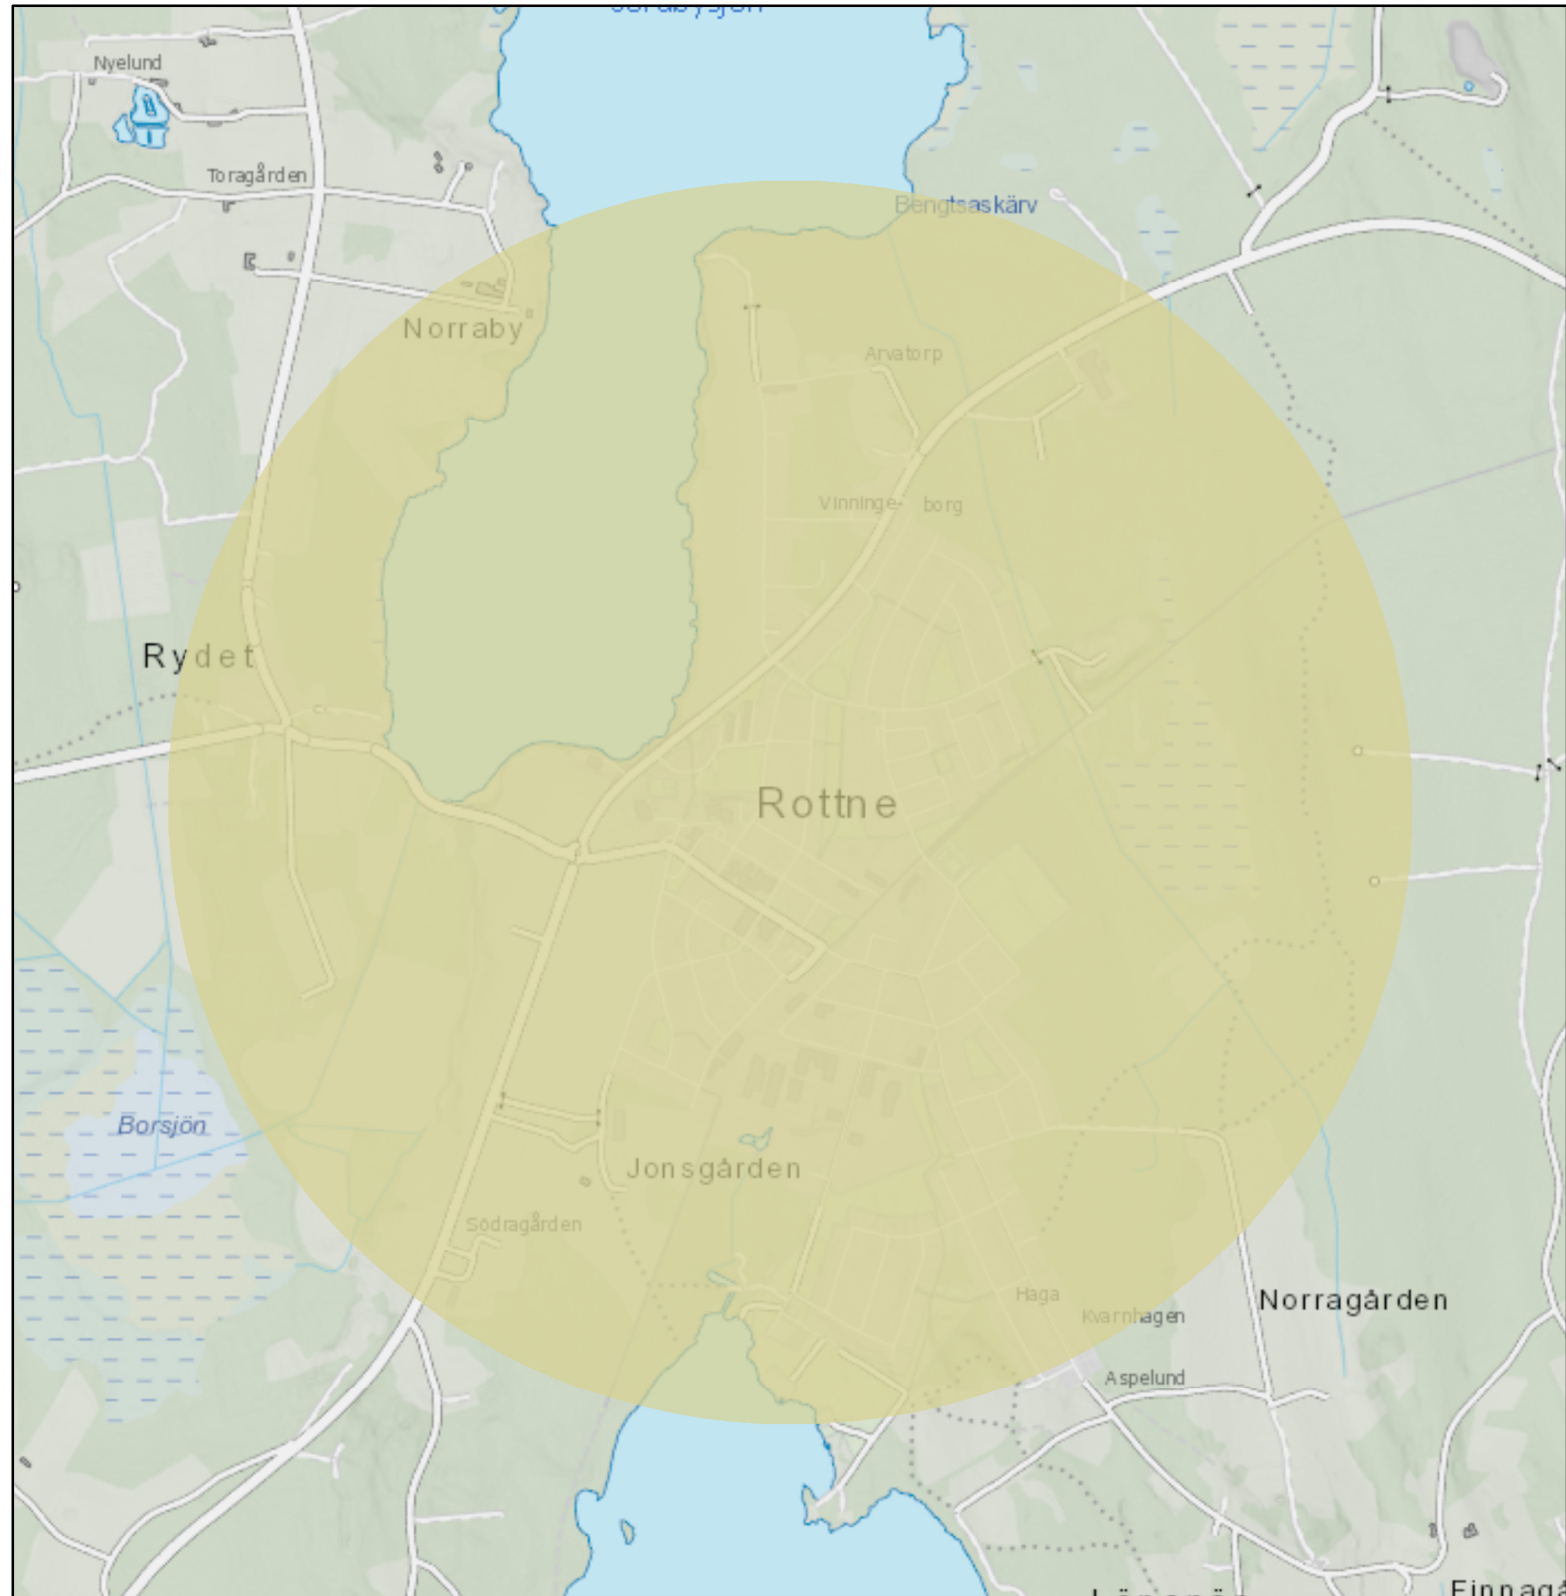 Nyelund
Toragården
Bengtsaskärv
Norraby
Arvatorp
Vinninge- borg
Rydet
Rottne
Borsjön
Jonsgården
Södragården
Haga
Norragården
Kvarnhagen
Aspelund